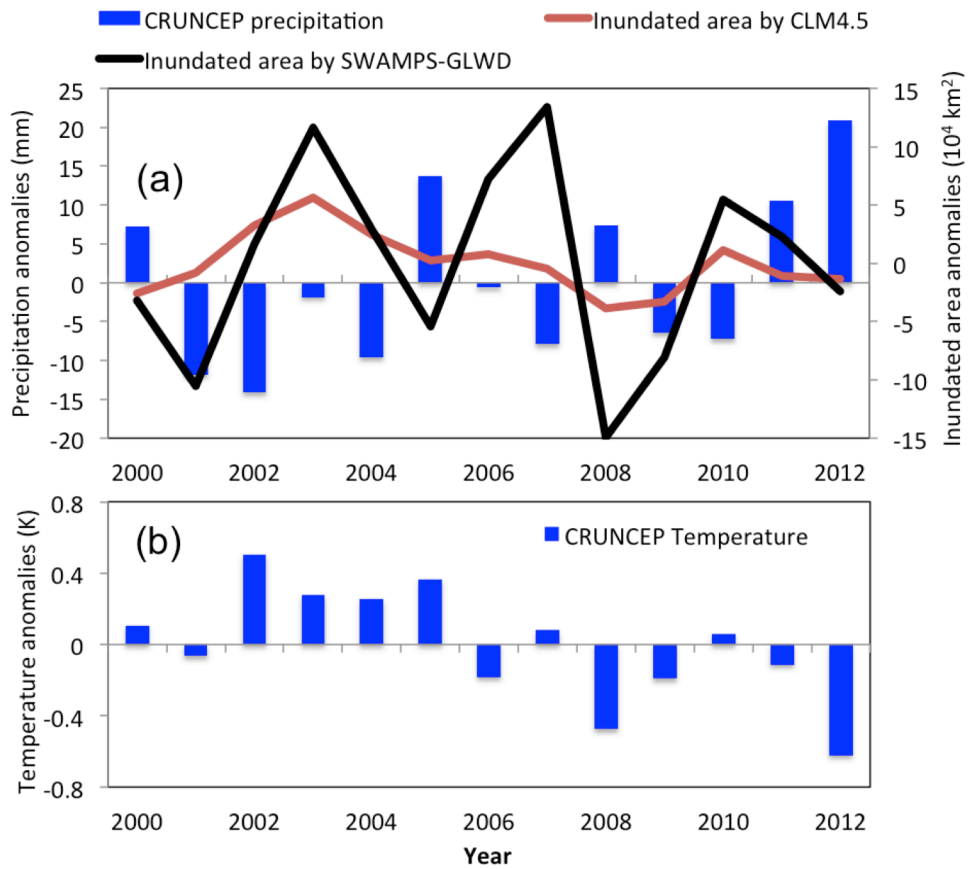 CRUNCEP precipitation
Inundated area by CLM4.5
Inundated area by SWAMPS-GLWD
Precipitation anomalies (mm)
25
20
15
10
5
0
-5
-10
-15
-20
(a)
15
10
5
0
-5
-10
-15
Inundated area anomalies (10⁴ km²)
2000 2002 2004 2006 2008 2010 2012
Temperature anomalies (K)
0.8
0.4
0
-0.4
-0.8
(b)
CRUNCEP Temperature
2000 2002 2004 2006 2008 2010 2012
Year